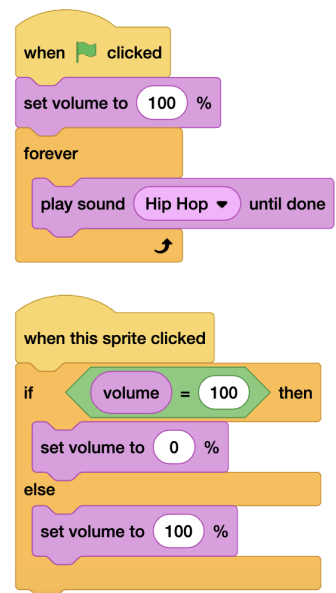 when clicked
set volume to 100 %
forever
play sound Hip Hop until done
when this sprite clicked
if volume = 100 then
set volume to 0 %
else
set volume to 100 %